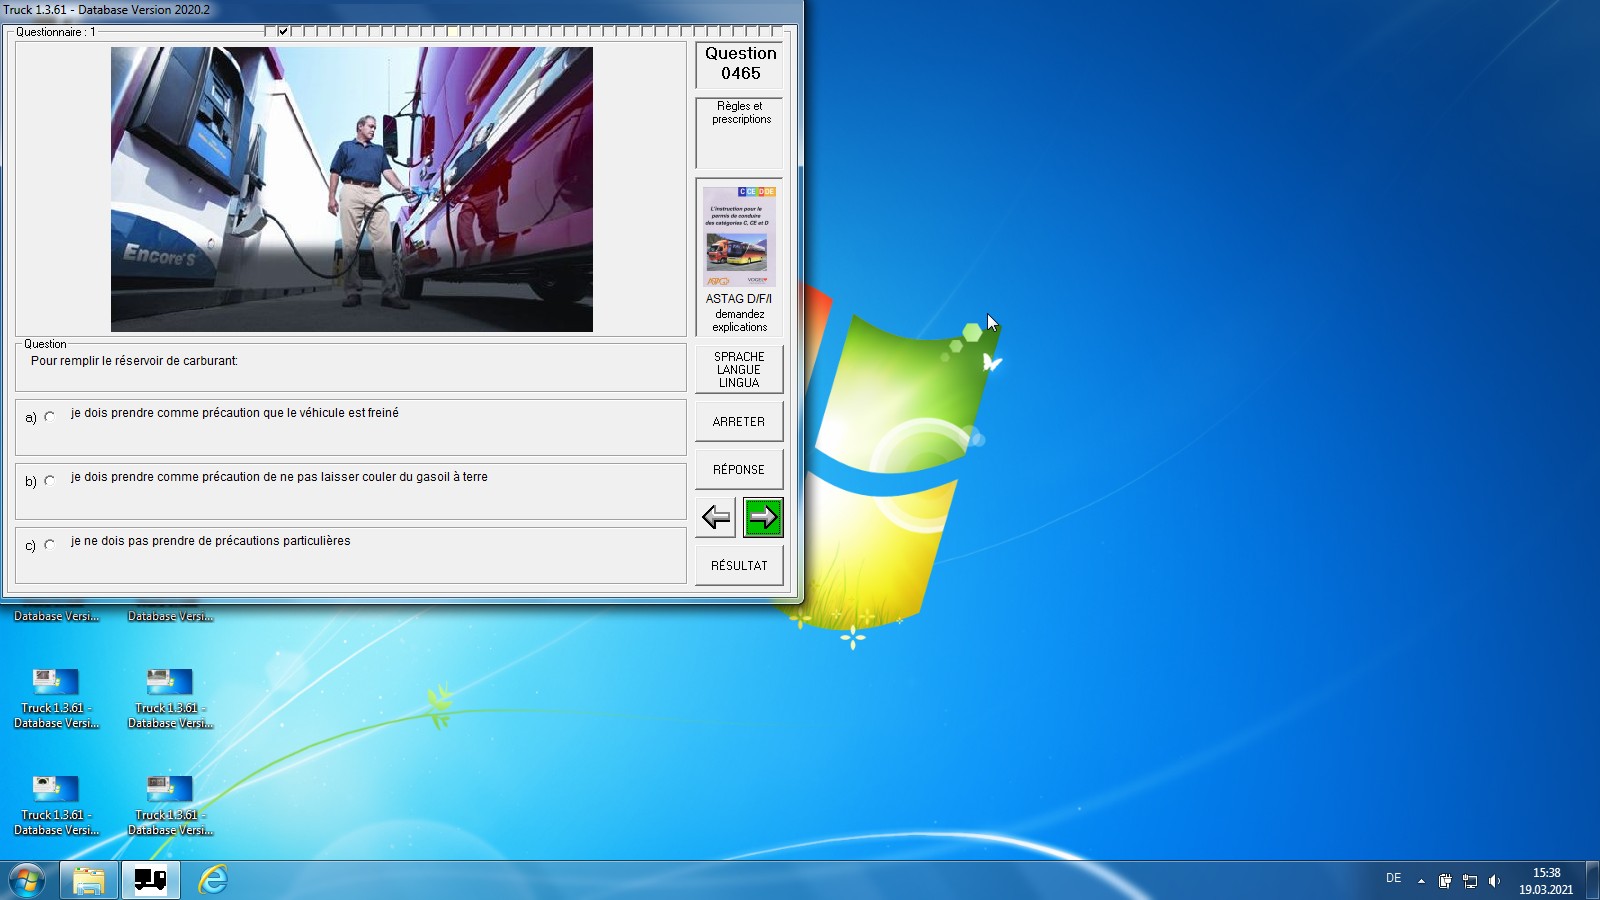 Truck 1.3.61 - Database Version 2020.2
Questionnaire : 1
Encore's
Question
0465
Règles et
prescriptions
C CE D DE
L'instruction pour le
permis de conduire
des catégories C, CE et D
ASTAG D/F/I
demandez
explications
Question
Pour remplir le réservoir de carburant:
a) je dois prendre comme précaution que le véhicule est freiné
b) je dois prendre comme précaution de ne pas laisser couler du gasoil à terre
c) je ne dois pas prendre de précautions particulières
SPRACHE
LANGUE
LINGUA
ARRETER
RÉPONSE
RÉSULTAT
Database Versi...
Database Versi...
Truck 1.3.61 -
Database Versi...
Truck 1.3.61 -
Database Versi...
Truck 1.3.61 -
Database Versi...
Truck 1.3.61 -
Database Versi...
DE
15:38
19.03.2021